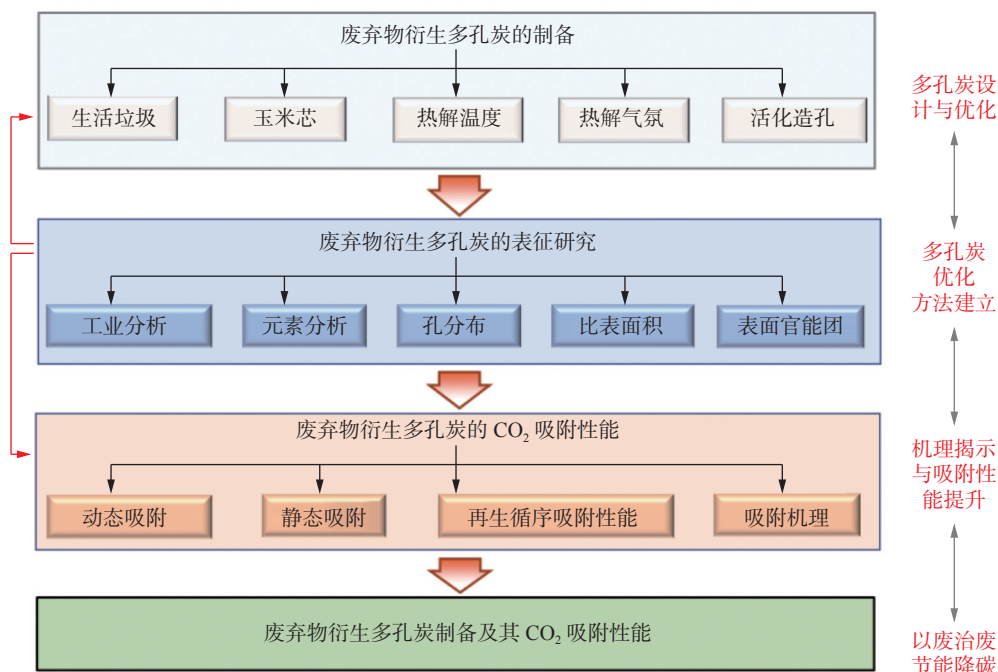 废弃物衍生多孔炭的制备
生活垃圾
玉米芯
热解温度
热解气氛
活化造孔
多孔炭设
计与优化
废弃物衍生多孔炭的表征研究
工业分析
元素分析
孔分布
比表面积
表面官能团
多孔炭
优化
方法建立
废弃物衍生多孔炭的 CO₂ 吸附性能
动态吸附
静态吸附
再生循序吸附性能
吸附机理
机理揭示
与吸附性
能提升
废弃物衍生多孔炭制备及其 CO₂ 吸附性能
以废治废
节能降碳